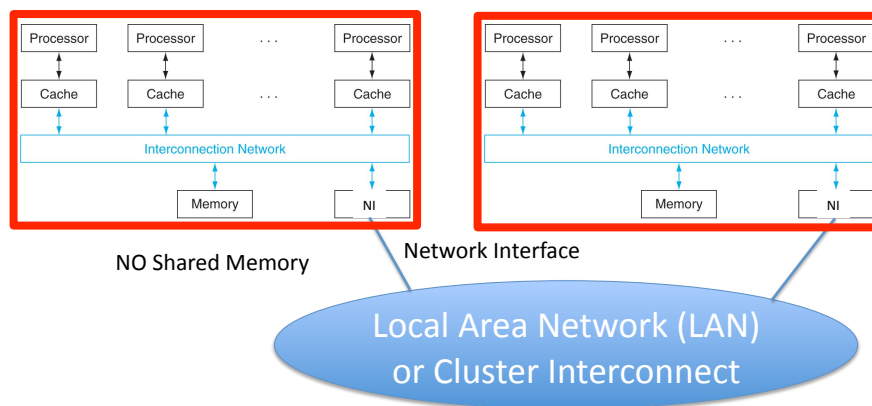 Processor Processor . . . Processor
Cache Cache . . . Cache
Interconnection Network
Memory NI
Processor Processor . . . Processor
Cache Cache . . . Cache
Interconnection Network
Memory NI
NO Shared Memory
Network Interface
Local Area Network (LAN)
or Cluster Interconnect